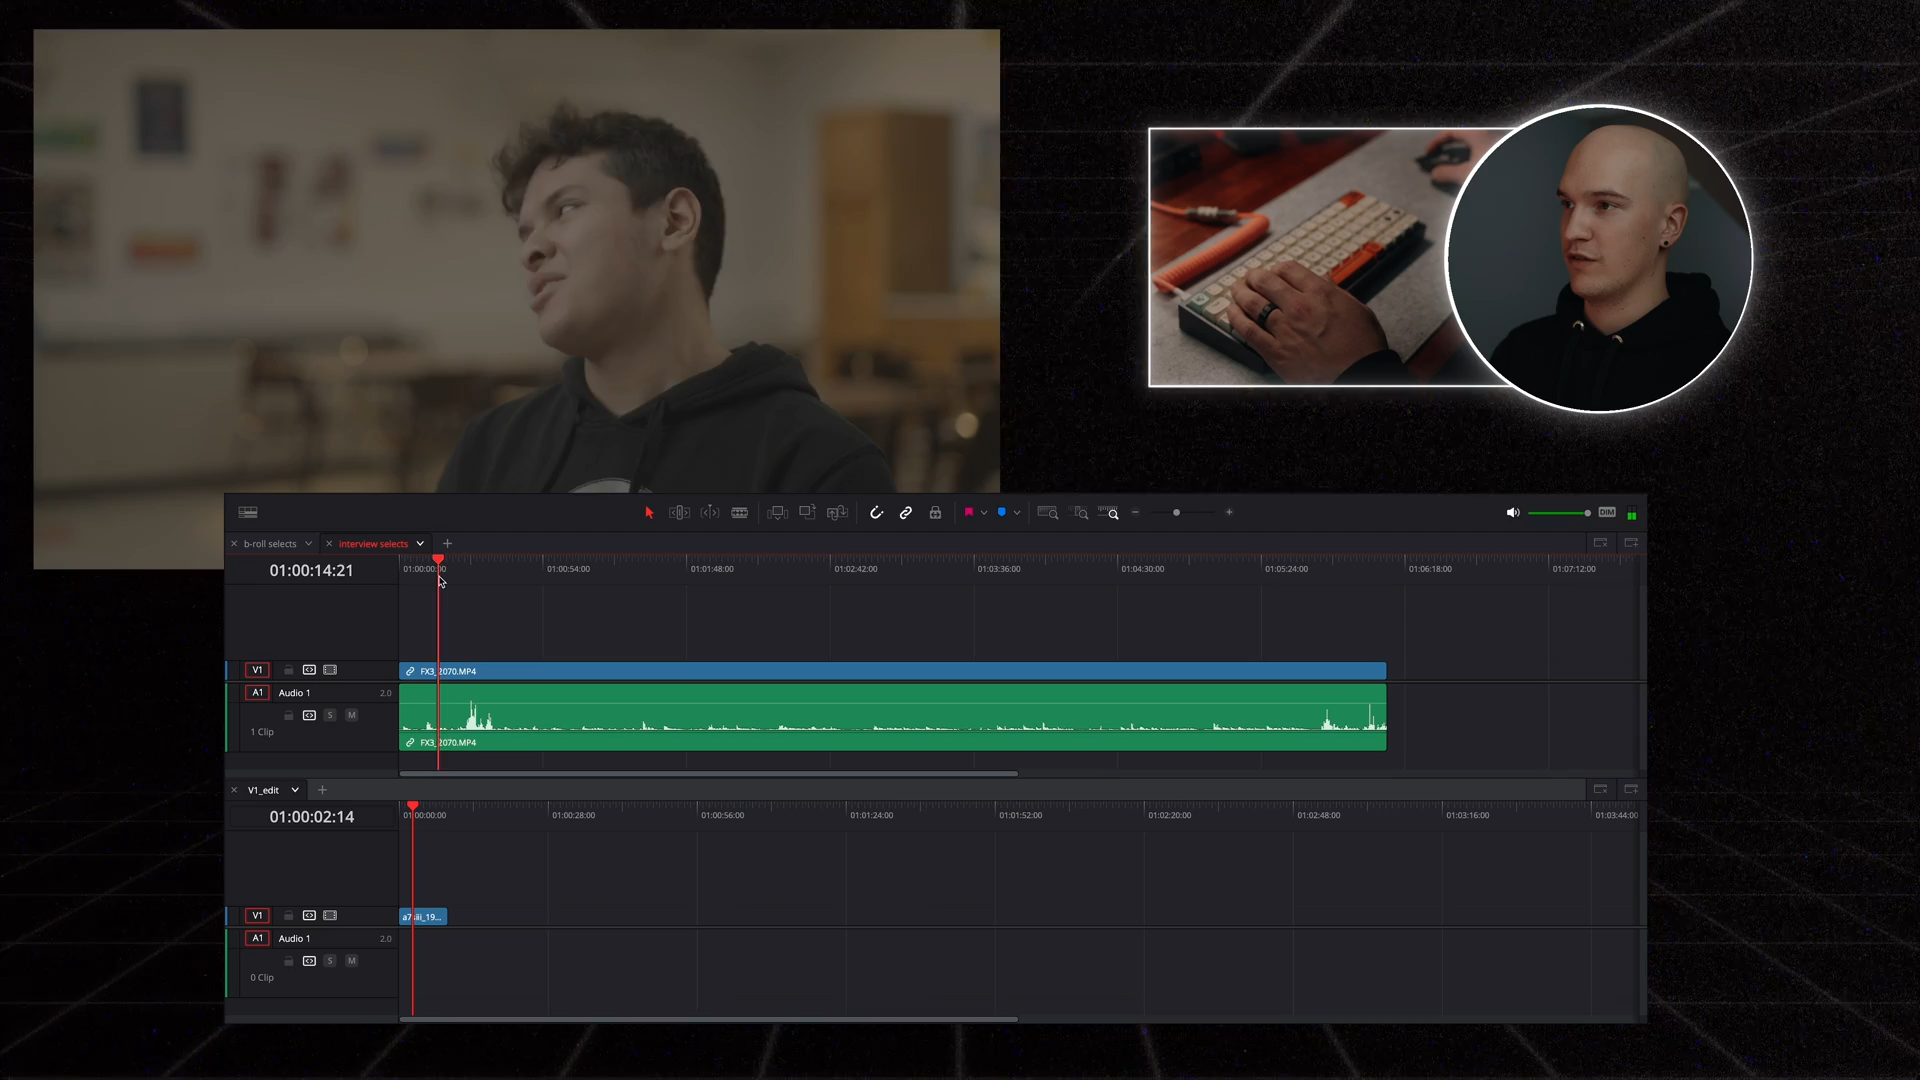 DIM
b-roll selects
interview selects
01:00:14:21
01:00:00:00 01:00:54:00 01:01:48:00 01:02:42:00 01:03:36:00 01:04:30:00 01:05:24:00 01:06:18:00 01:07:12:00
V1
FX3_2070.MP4
A1 Audio 1 2.0
S M
1 Clip
FX3_2070.MP4
V1_edit
01:00:02:14
01:00:00:00 01:00:28:00 01:00:56:00 01:01:24:00 01:01:52:00 01:02:20:00 01:02:48:00 01:03:16:00 01:03:44:00
V1
A1 Audio 1 2.0
S M
0 Clip